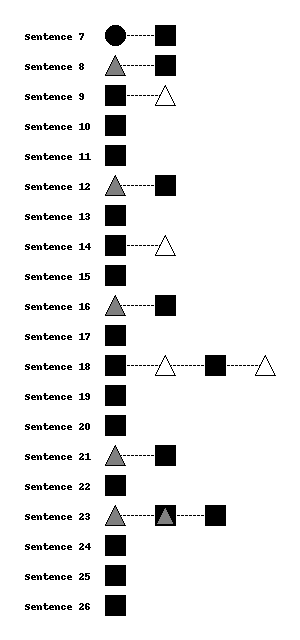 Sentence 7
Sentence 8
Sentence 9
Sentence 10
Sentence 11
Sentence 12
Sentence 13
Sentence 14
Sentence 15
Sentence 16
Sentence 17
Sentence 18
Sentence 19
Sentence 20
Sentence 21
Sentence 22
Sentence 23
Sentence 24
Sentence 25
Sentence 26